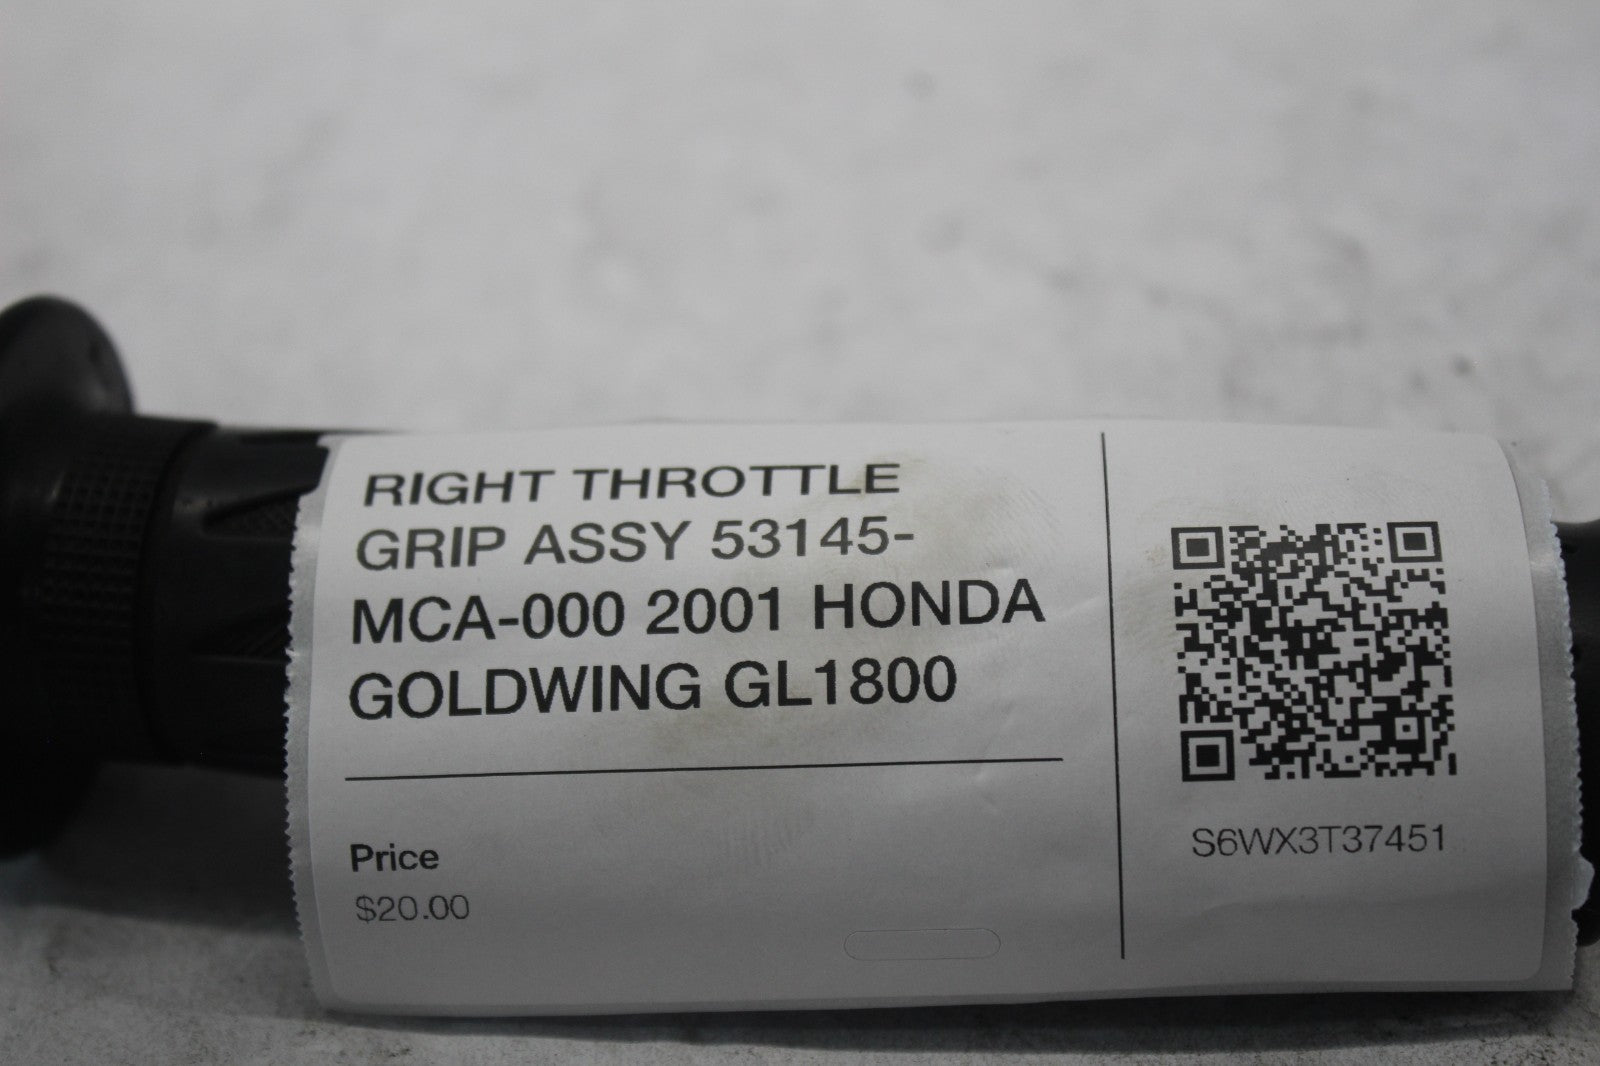 RIGHT THROTTLE
GRIP ASSY 53145-
MCA-000 2001 HONDA
GOLDWING GL1800
Price
$20.00
S6WX3T37451